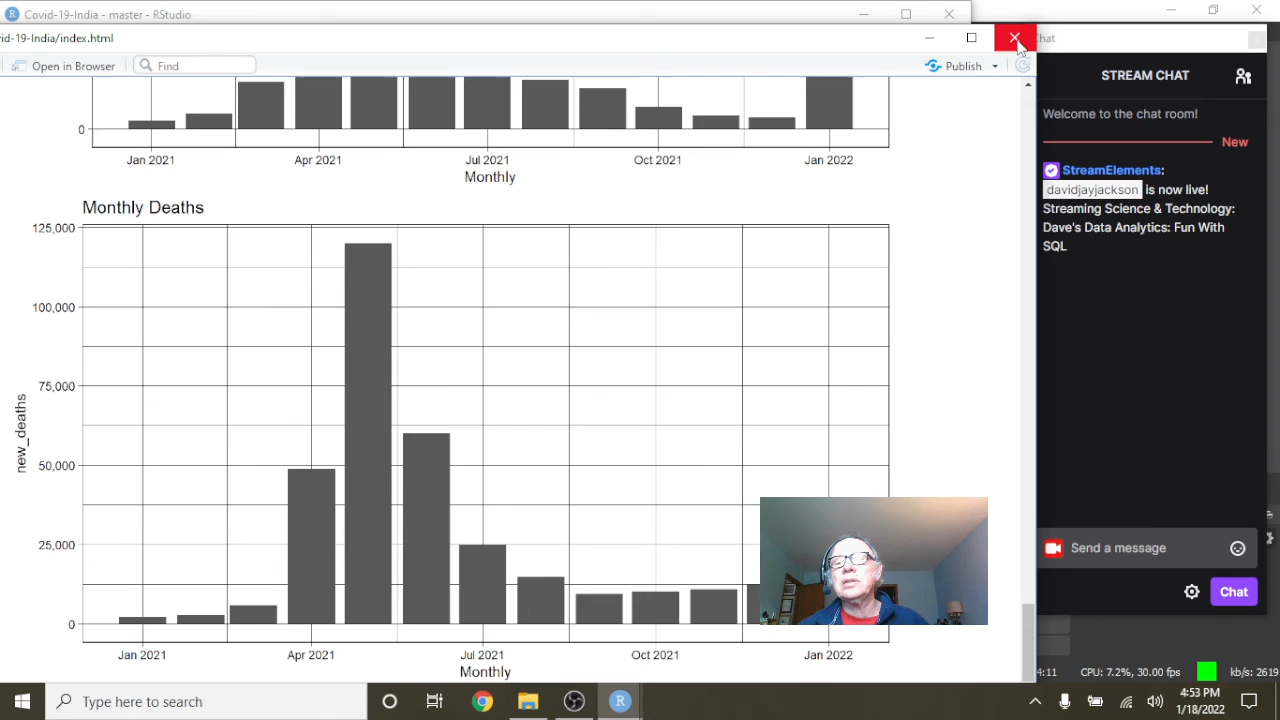 Covid-19-India - master - RStudio
id-19-India/index.html
Chat
Open in Browser
Find
Publish
STREAM CHAT
Welcome to the chat room!
New
StreamElements:
davidjayjackson is now live!
Streaming Science & Technology:
Dave's Data Analytics: Fun With
SQL
0
Jan 2021
Apr 2021
Jul 2021
Oct 2021
Jan 2022
Monthly
Monthly Deaths
125,000
100,000
75,000
50,000
25,000
0
new_deaths
Jan 2021
Apr 2021
Jul 2021
Oct 2021
Jan 2022
Monthly
Send a message
Chat
4:11
CPU: 7.2%, 30.00 fps
kb/s: 2619
Type here to search
4:53 PM
1/18/2022